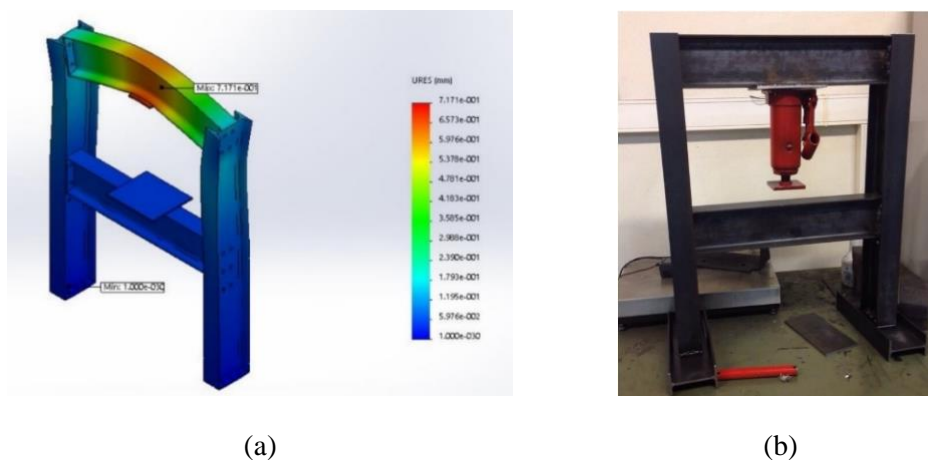 URES (mm)
7.171e-001
6.573e-001
5.976e-001
5.378e-001
4.781e-001
4.183e-001
3.585e-001
2.988e-001
2.390e-001
1.793e-001
1.195e-001
5.976e-002
1.000e-030
Máx: 7.171e-001
Mín: 1.000e-030
(a)
(b)